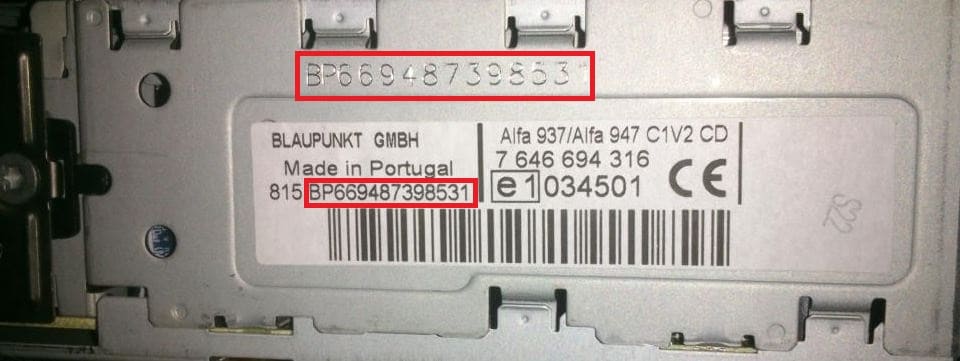 BP669487398531
BLAUPUNKT GMBH
Made in Portugal
815 BP669487398531
Alfa 937/Alfa 947 C1V2 CD
7 646 694 316
e1 034501 CE
S22